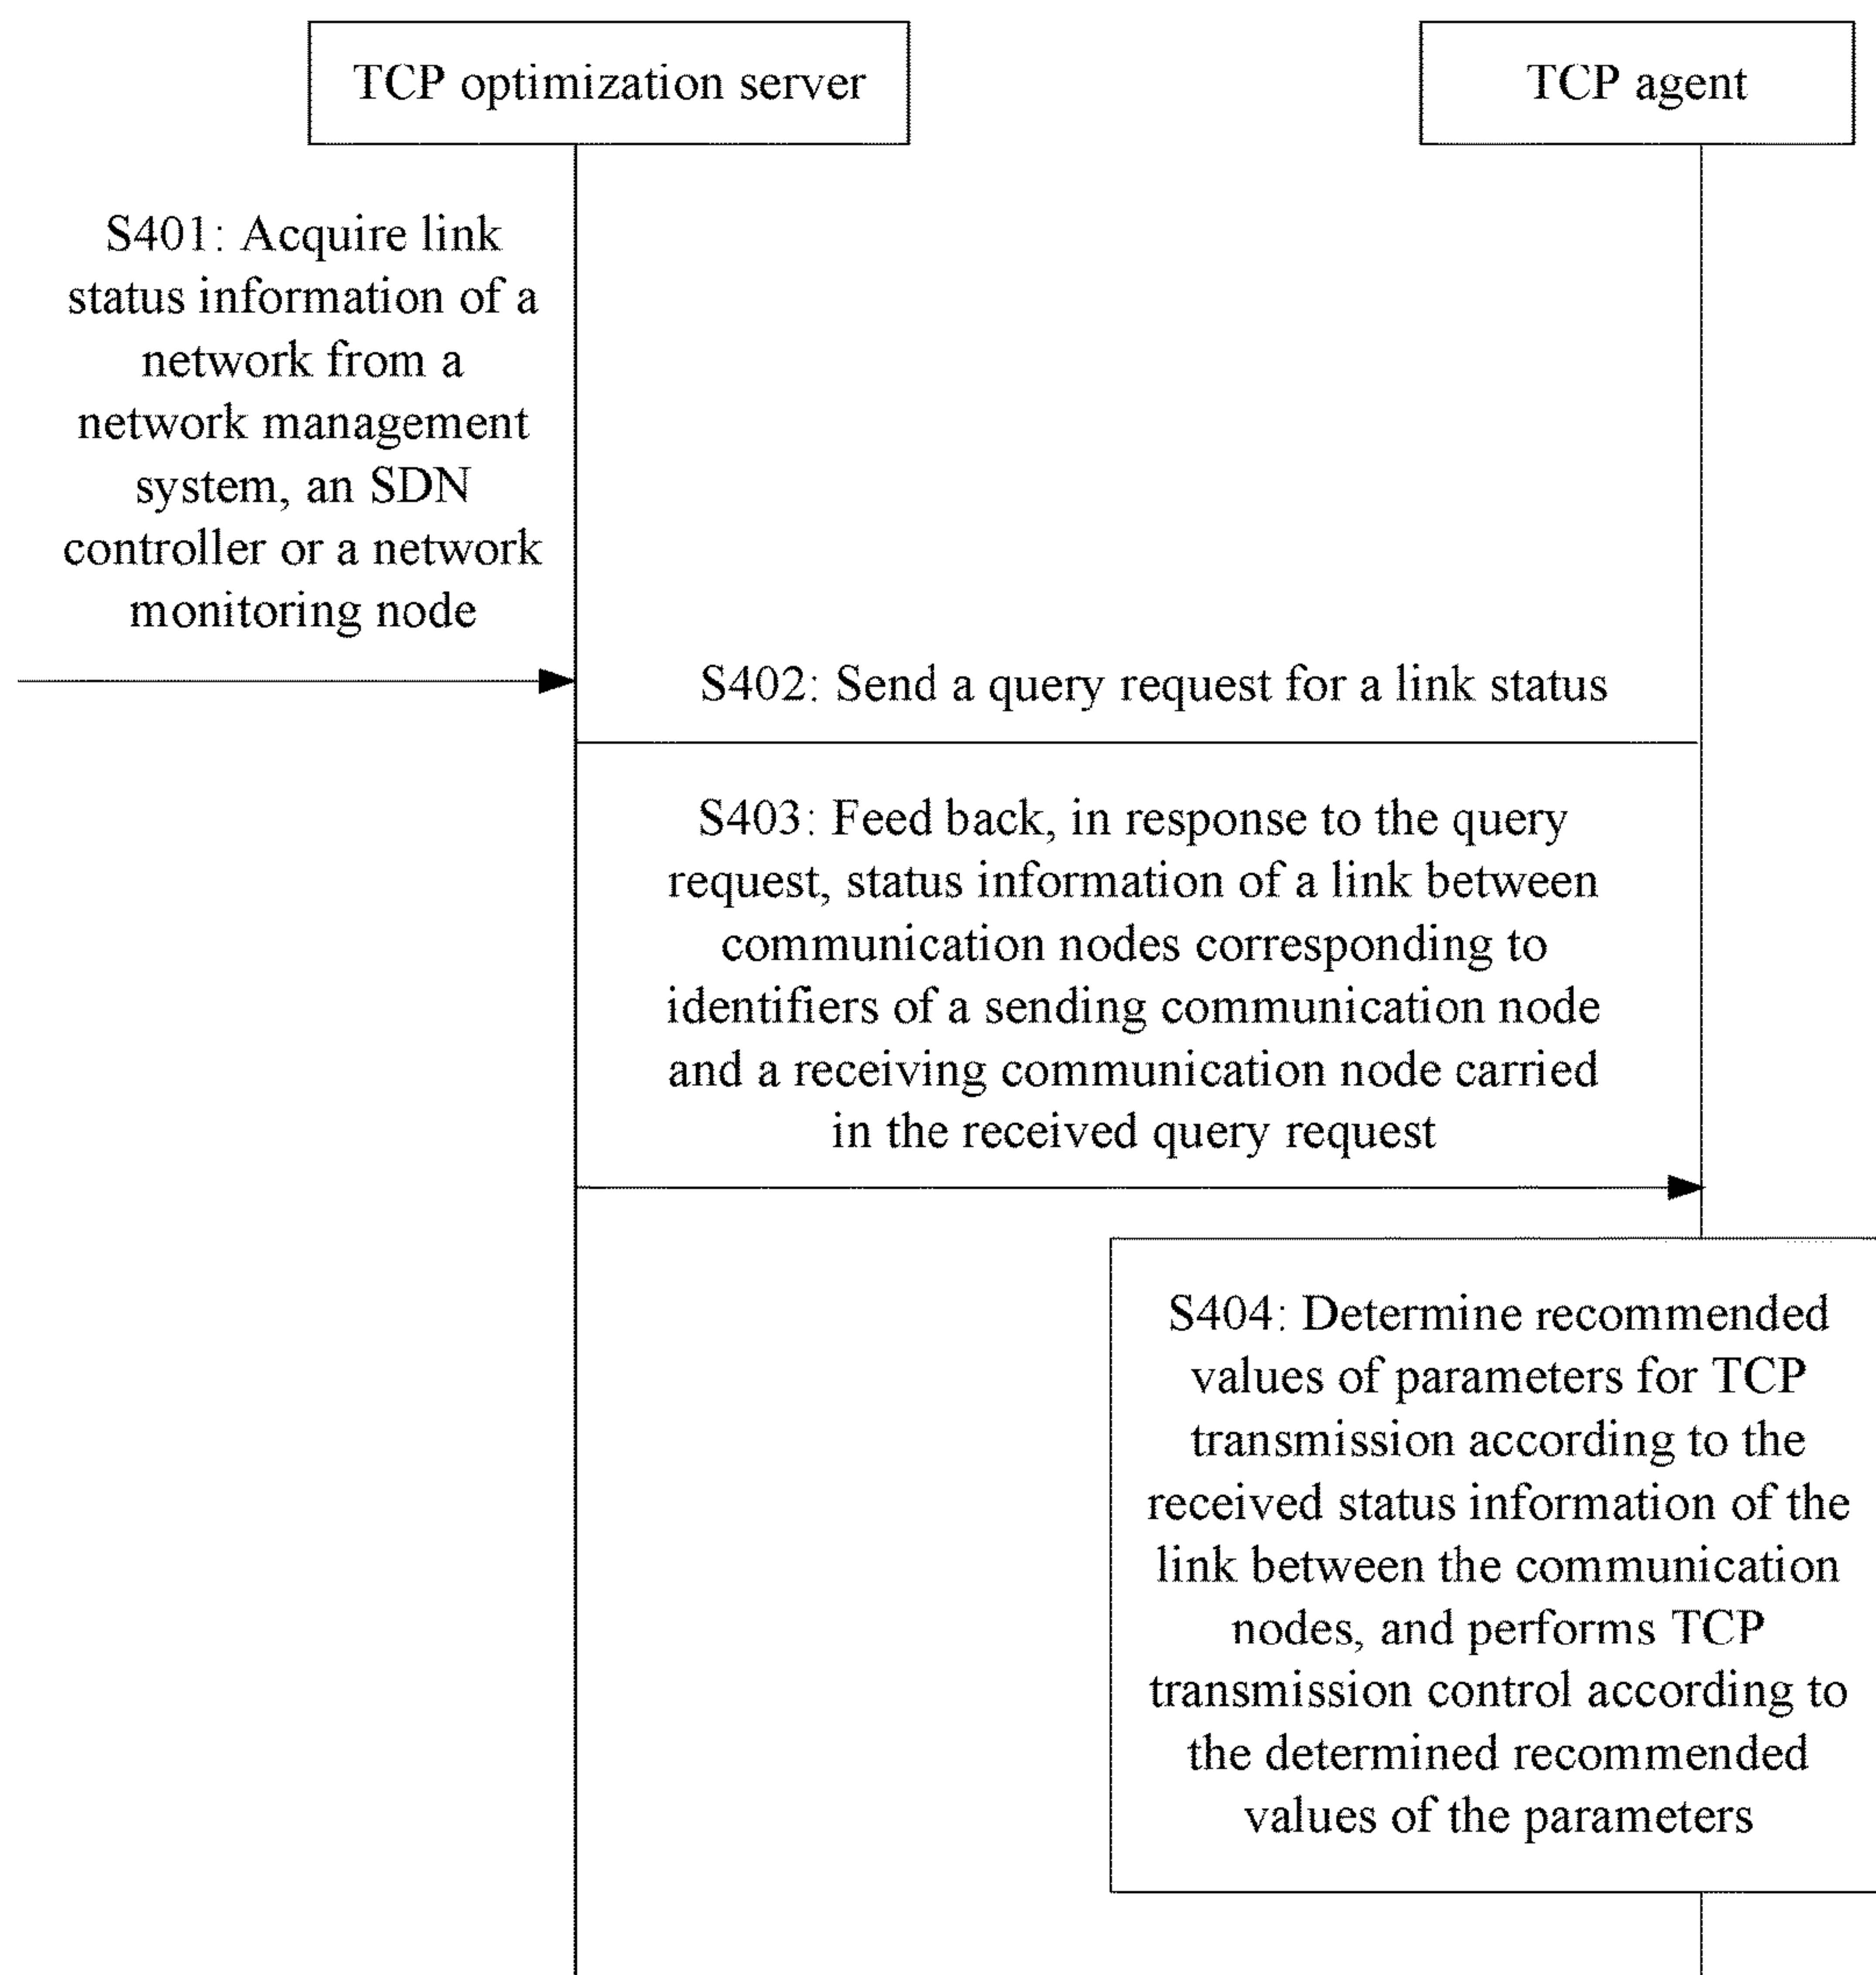 TCP optimization server
TCP agent
S401: Acquire link
status information of a
network from a
network management
system, an SDN
controller or a network
monitoring node
S402: Send a query request for a link status
S403: Feed back, in response to the query
request, status information of a link between
communication nodes corresponding to
identifiers of a sending communication node
and a receiving communication node carried
in the received query request
S404: Determine recommended
values of parameters for TCP
transmission according to the
received status information of the
link between the communication
nodes, and performs TCP
transmission control according to
the determined recommended
values of the parameters